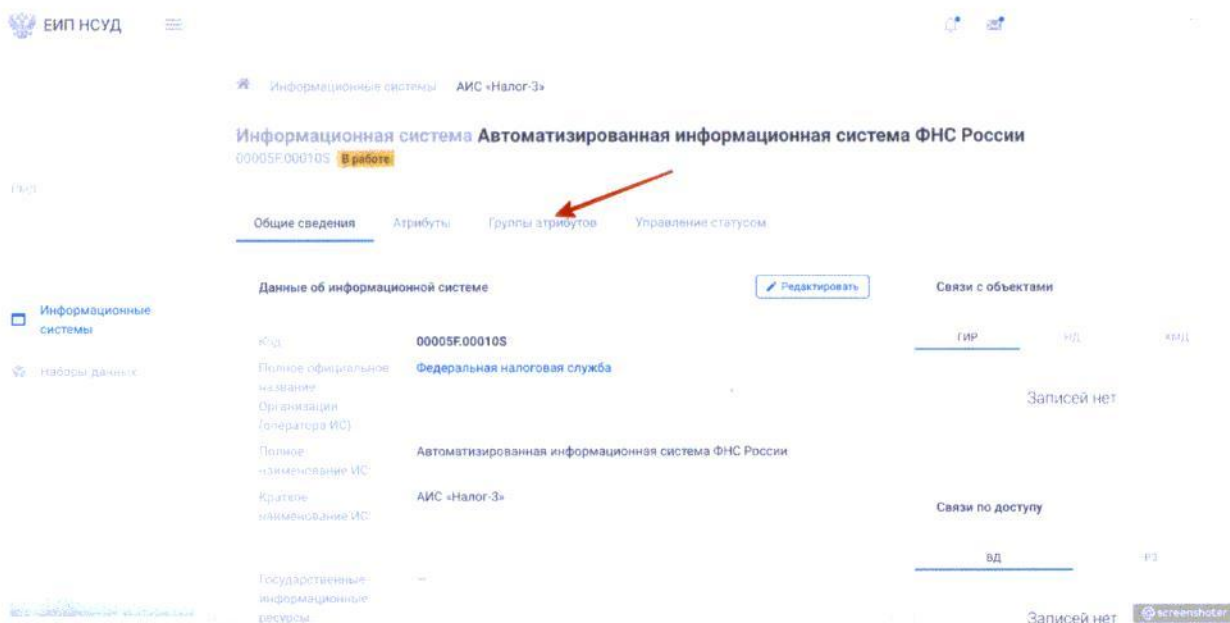 ЕИП НСУД
Информационные системы АИС «Налог-3»
Информационная система Автоматизированная информационная система ФНС России
00005F.00010S В работе
Общие сведения Атрибуты Группы атрибутов Управление статусом
Данные об информационной системе Редактировать Связи с объектами
Информационные
системы
Код 00005F.00010S ГИР НД
Наборы данных
Полное официальное Федеральная налоговая служба
название
Организации
(оператора ИС)
Записей нет
Полное Автоматизированная информационная система ФНС России
наименование ИС
Краткое АИС «Налог-3»
наименование ИС
Связи по доступу
ВД
Государственные —
информационные
ресурсы
Записей нет
screenshoter